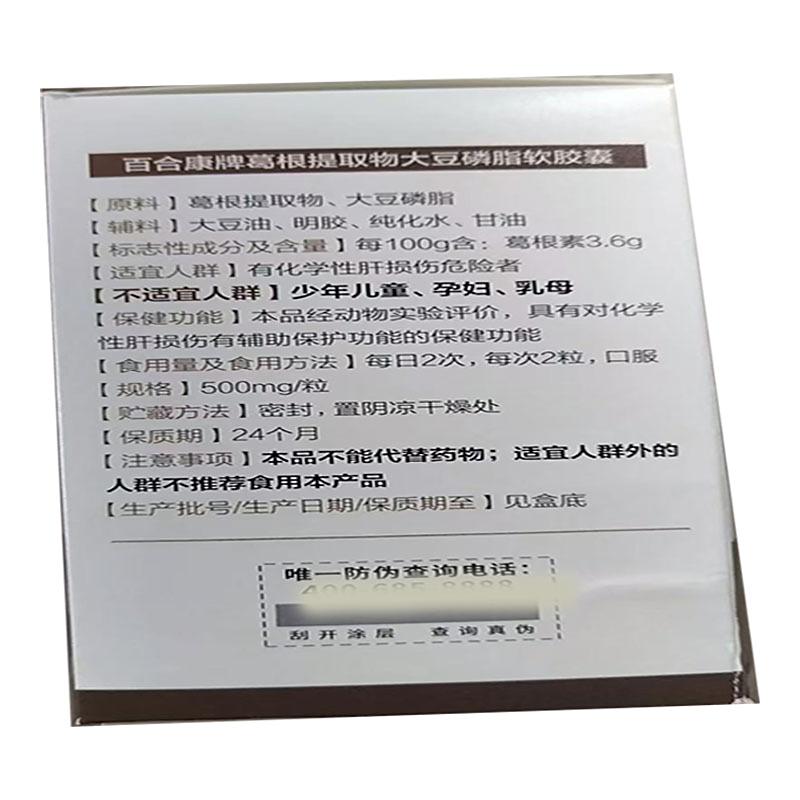 百合康牌葛根提取物大豆磷脂软胶囊
【原料】葛根提取物、大豆磷脂
【辅料】大豆油、明胶、纯化水、甘油
【标志性成分及含量】每100g含：葛根素3.6g
【适宜人群】有化学性肝损伤危险者
【不适宜人群】少年儿童、孕妇、乳母
【保健功能】本品经动物实验评价，具有对化学
性肝损伤有辅助保护功能的保健功能
【食用量及食用方法】每日2次，每次2粒，口服
【规格】500mg/粒
【贮藏方法】密封，置阴凉干燥处
【保质期】24个月
【注意事项】本品不能代替药物；适宜人群外的
人群不推荐食用本产品
【生产批号/生产日期/保质期至】见盒底
唯一防伪查询电话：
刮开涂层 查询真伪